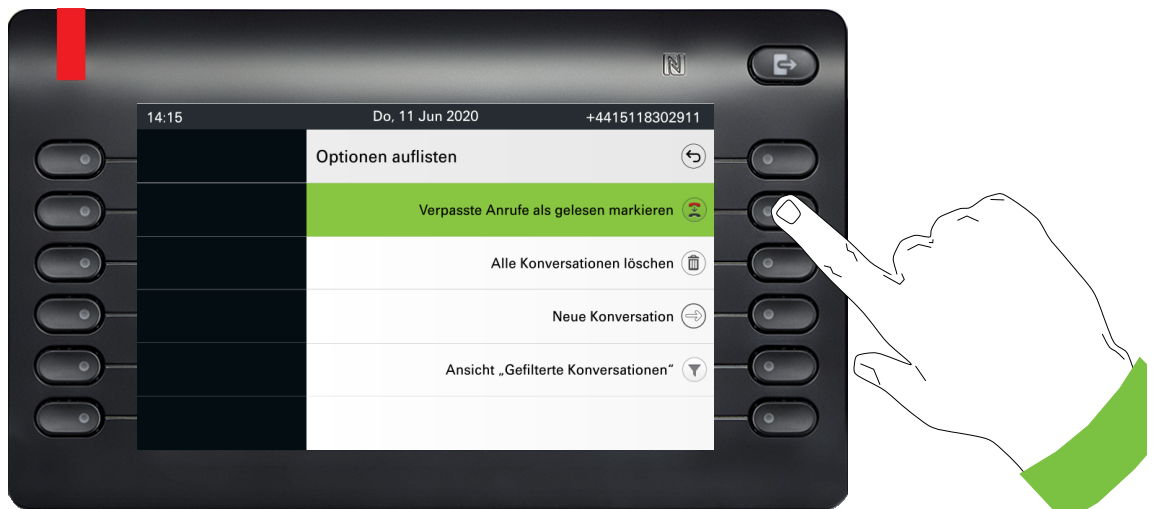 14:15 Do, 11 Jun 2020 +4415118302911
Optionen auflisten
Verpasste Anrufe als gelesen markieren
Alle Konversationen löschen
Neue Konversation
Ansicht „Gefilterte Konversationen“